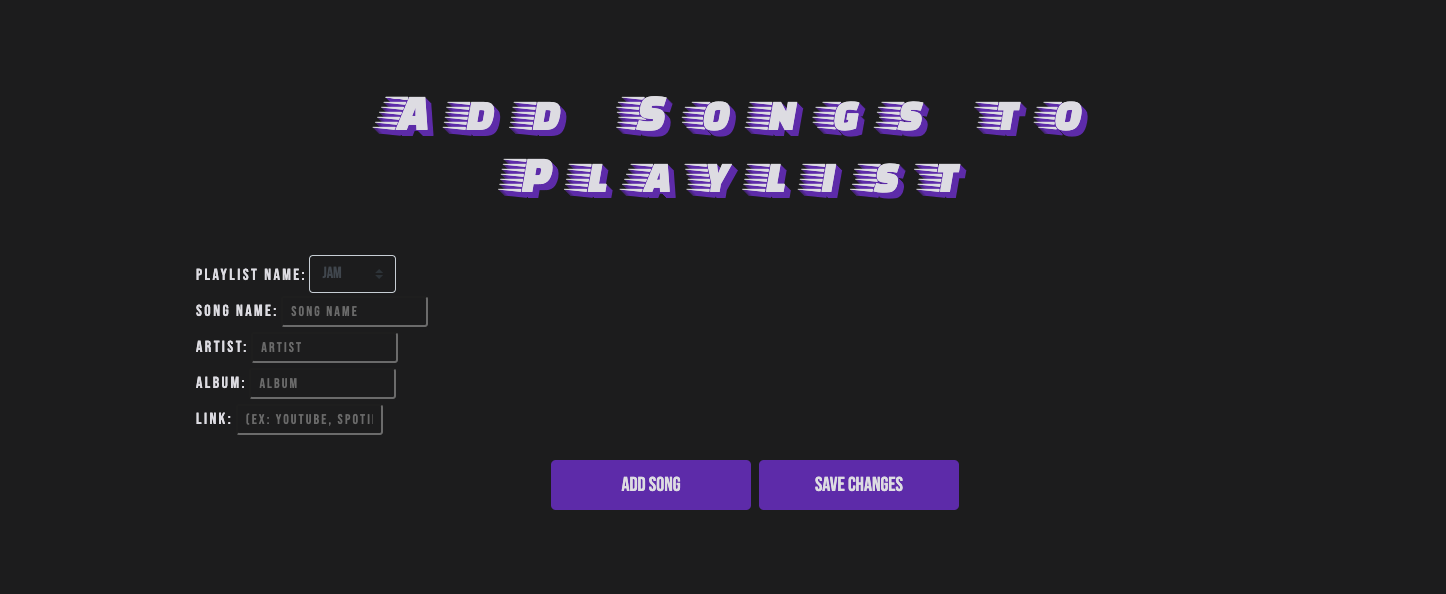 Add Songs to
Playlist
PLAYLIST NAME: JAM
SONG NAME: SONG NAME
ARTIST: ARTIST
ALBUM: ALBUM
LINK: (EX: YOUTUBE, SPOTI
ADD SONG SAVE CHANGES